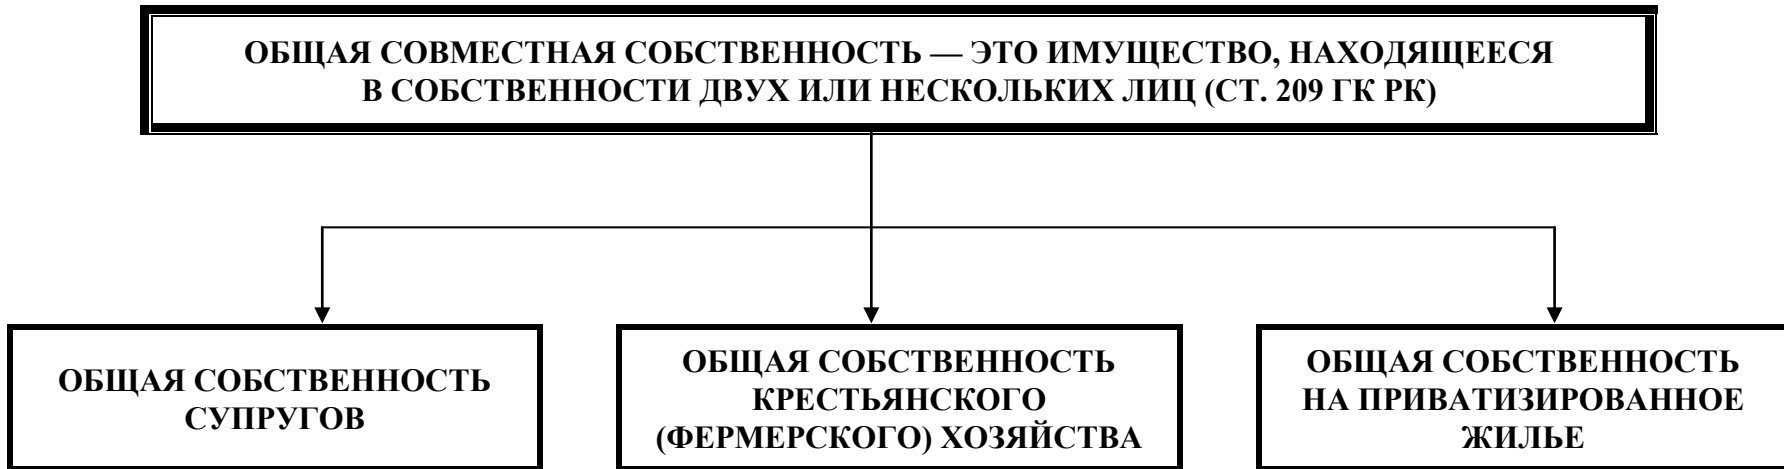 ОБЩАЯ СОВМЕСТНАЯ СОБСТВЕННОСТЬ — ЭТО ИМУЩЕСТВО, НАХОДЯЩЕЕСЯ
В СОБСТВЕННОСТИ ДВУХ ИЛИ НЕСКОЛЬКИХ ЛИЦ (СТ. 209 ГК РК)
ОБЩАЯ СОБСТВЕННОСТЬ
СУПРУГОВ
ОБЩАЯ СОБСТВЕННОСТЬ
КРЕСТЬЯНСКОГО
(ФЕРМЕРСКОГО) ХОЗЯЙСТВА
ОБЩАЯ СОБСТВЕННОСТЬ
НА ПРИВАТИЗИРОВАННОЕ
ЖИЛЬЕ